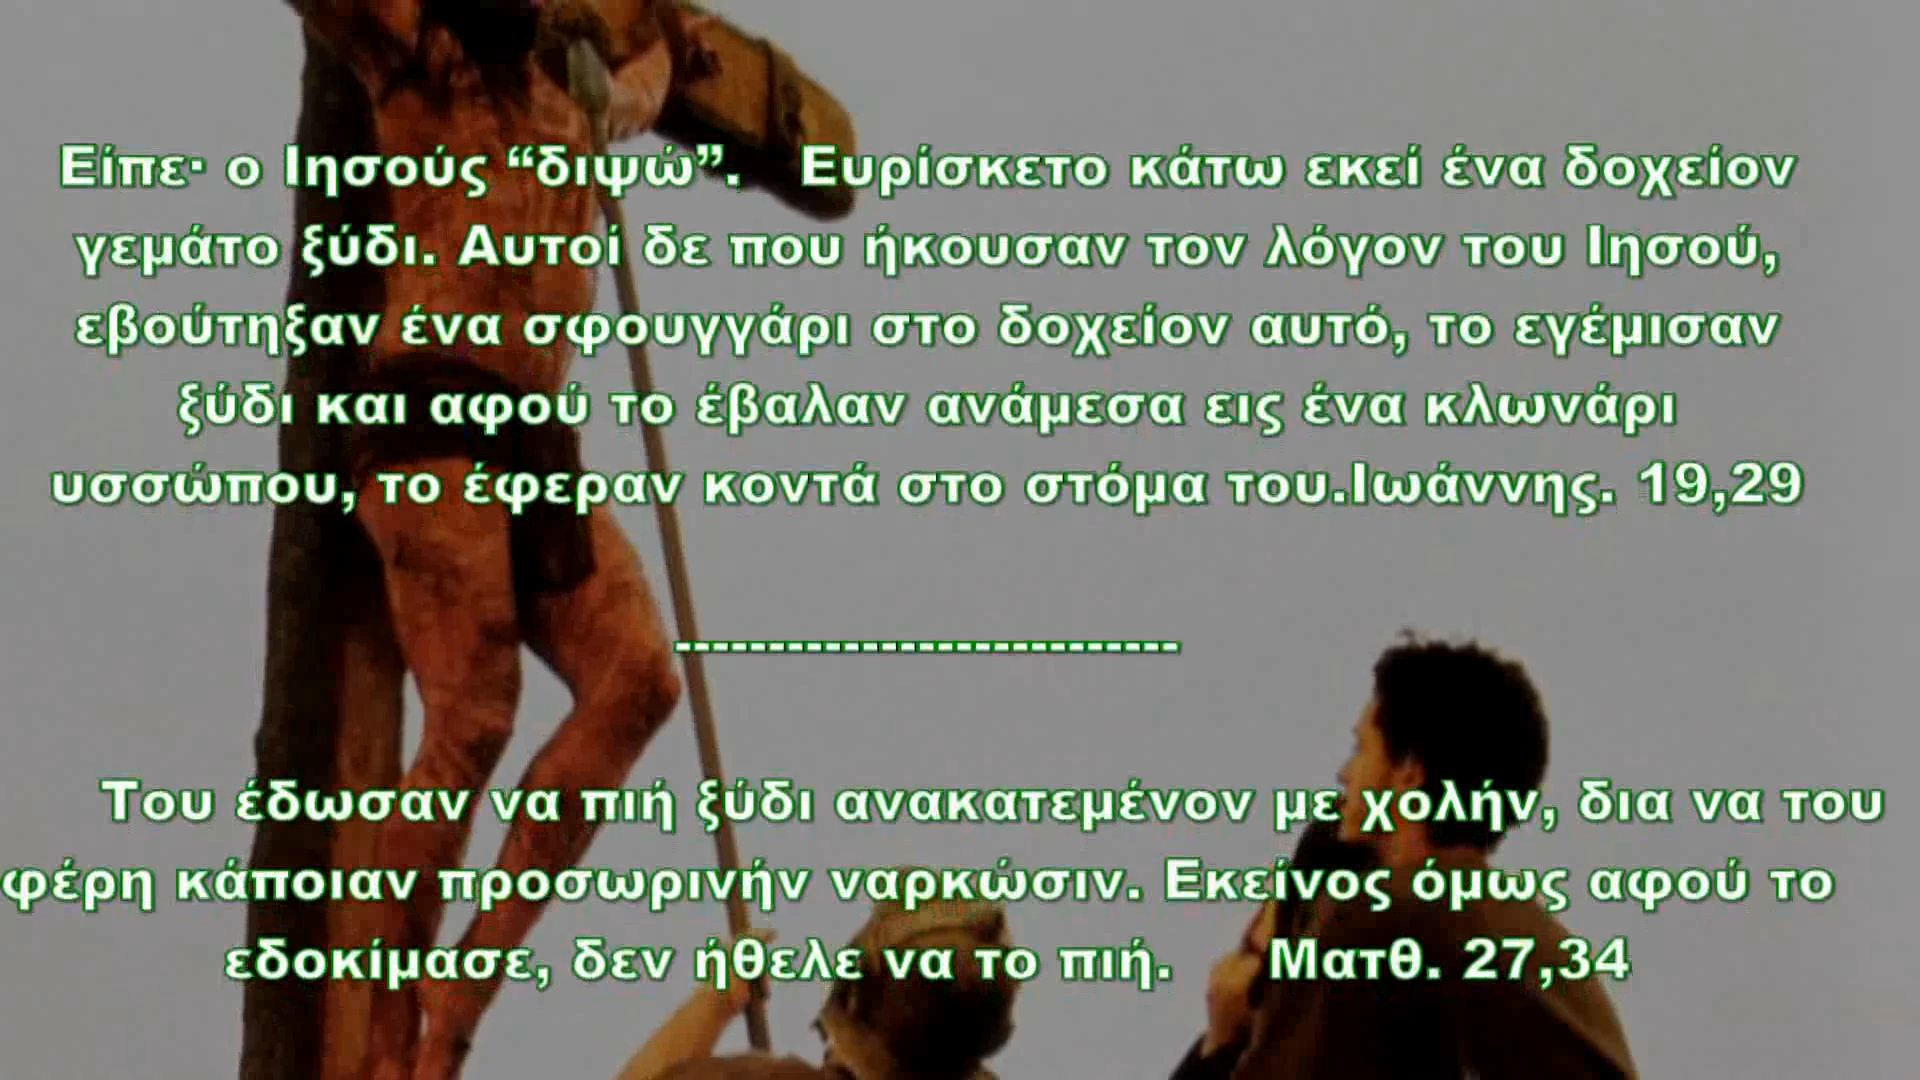 Είπε· ο Ιησούς “διψώ”. Ευρίσκετο κάτω εκεί ένα δοχείον
γεμάτο ξύδι. Αυτοί δε που ήκουσαν τον λόγον του Ιησού,
εβούτηξαν ένα σφουγγάρι στο δοχείον αυτό, το εγέμισαν
ξύδι και αφού το έβαλαν ανάμεσα εις ένα κλωνάρι
υσσώπου, το έφεραν κοντά στο στόμα του.Ιωάννης. 19,29
---------------------------
Του έδωσαν να πιή ξύδι ανακατεμένον με χολήν, δια να του
φέρη κάποιαν προσωρινήν ναρκώσιν. Εκείνος όμως αφού το
εδοκίμασε, δεν ήθελε να το πιή. Ματθ. 27,34